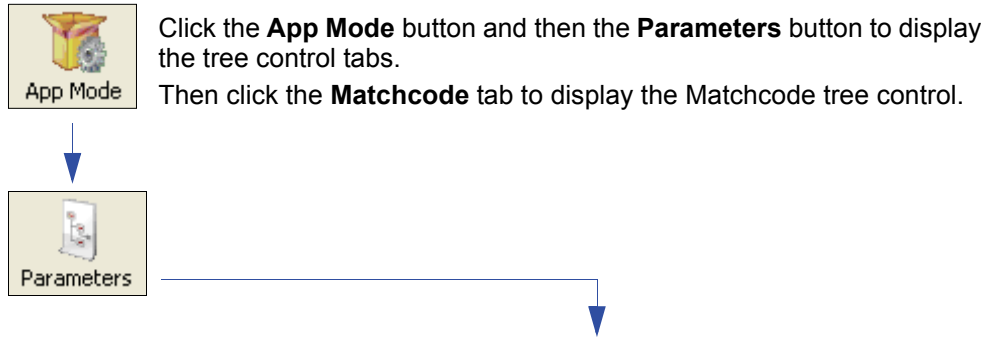 Click the App Mode button and then the Parameters button to display
the tree control tabs.
App Mode
Then click the Matchcode tab to display the Matchcode tree control.
Parameters